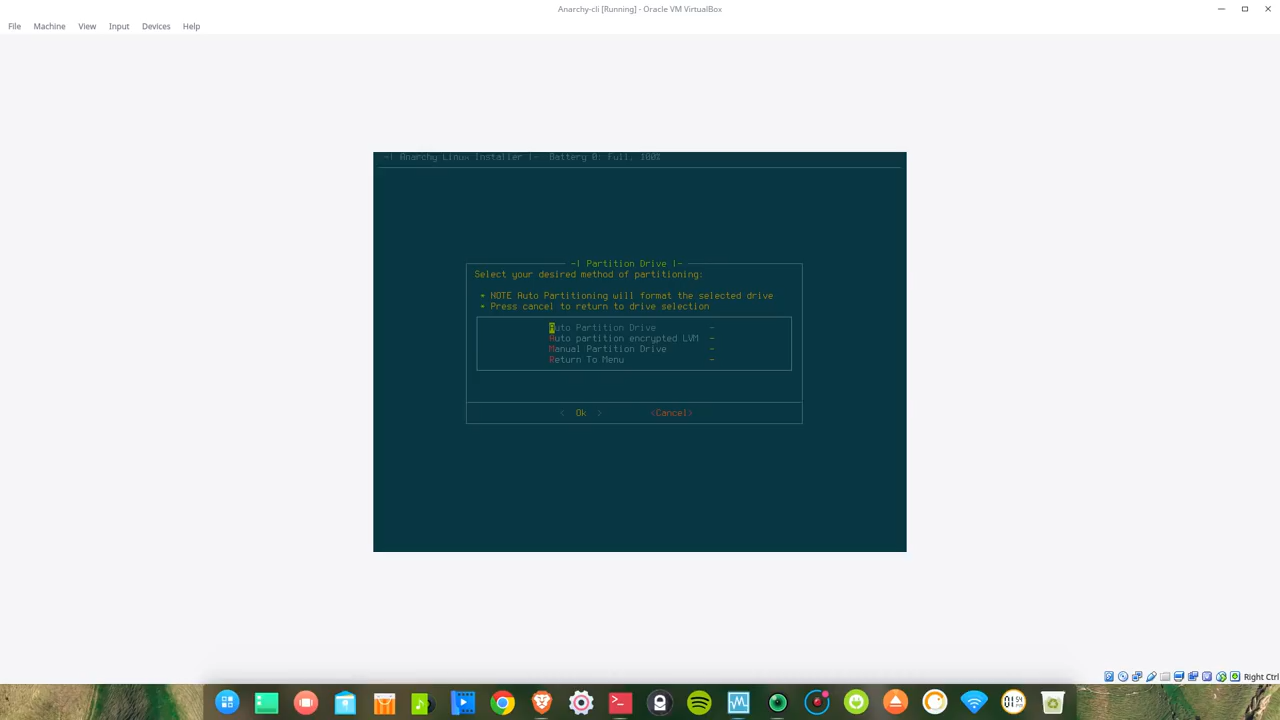 Anarchy-cli [Running] - Oracle VM VirtualBox
File Machine View Input Devices Help
-| Anarchy Linux Installer |- Battery 0: Full, 100%
-| Partition Drive |-
Select your desired method of partitioning:
* NOTE Auto Partitioning will format the selected drive
* Press cancel to return to drive selection
Auto Partition Drive -
Auto partition encrypted LVM -
Manual Partition Drive -
Return To Menu -
< Ok > <Cancel>
Right Ctrl
01:54